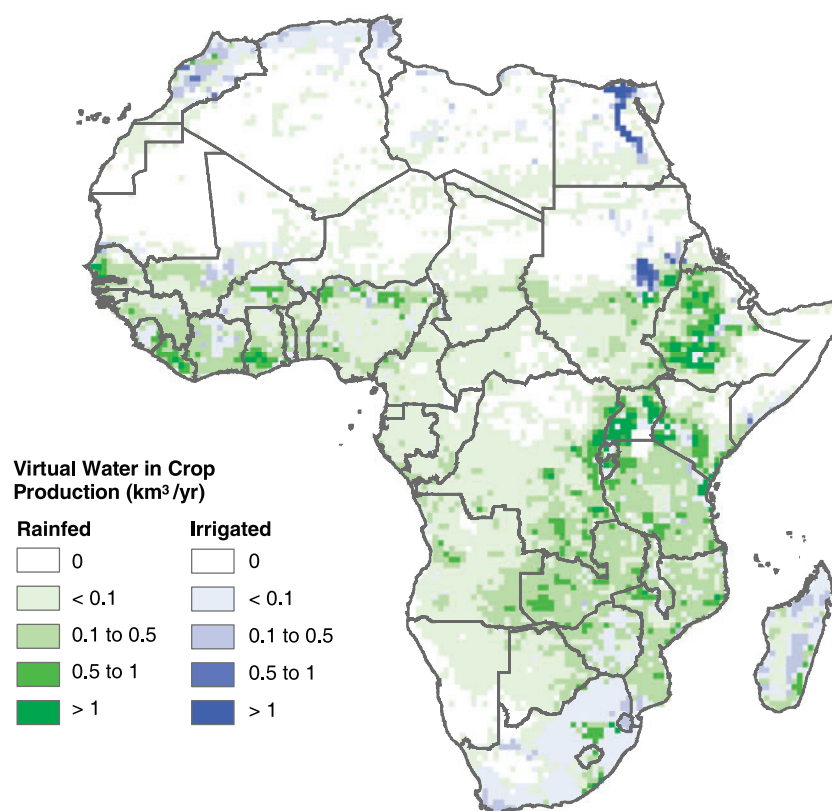 Virtual Water in Crop
Production (km³/yr)
Rainfed
Irrigated
0
0
< 0.1
< 0.1
0.1 to 0.5
0.1 to 0.5
0.5 to 1
0.5 to 1
> 1
> 1